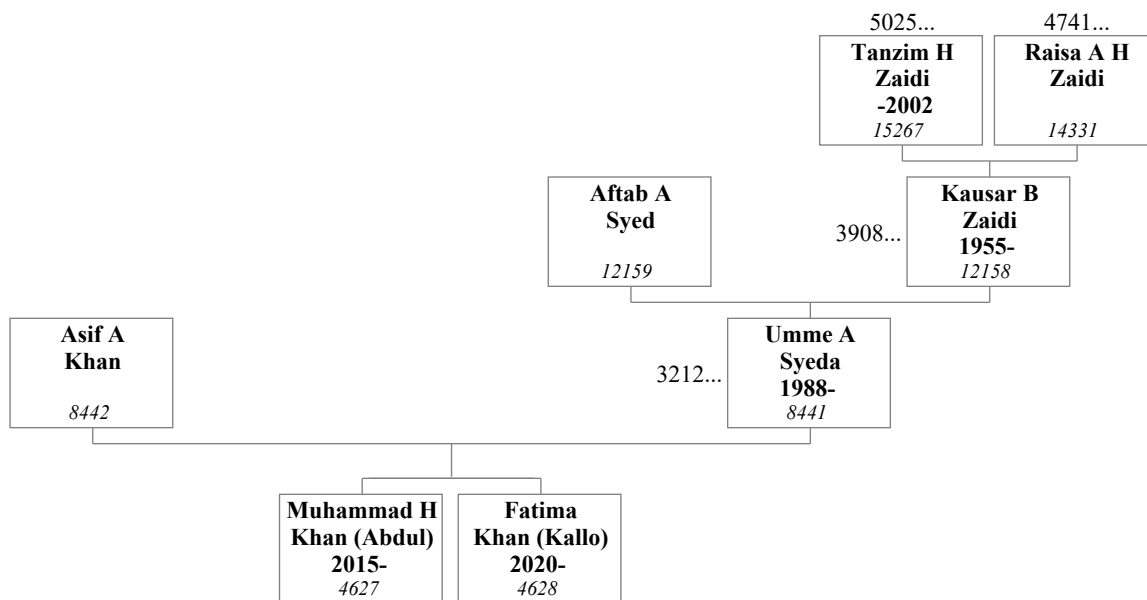 5025...
4741...
Tanzim H
Zaidi
-2002
15267
Raisa A H
Zaidi
14331
Aftab A
Syed
12159
3908...
Kausar B
Zaidi
1955-
12158
Asif A
Khan
8442
3212...
Umme A
Syeda
1988-
8441
Muhammad H
Khan (Abdul)
2015-
4627
Fatima
Khan (Kallo)
2020-
4628